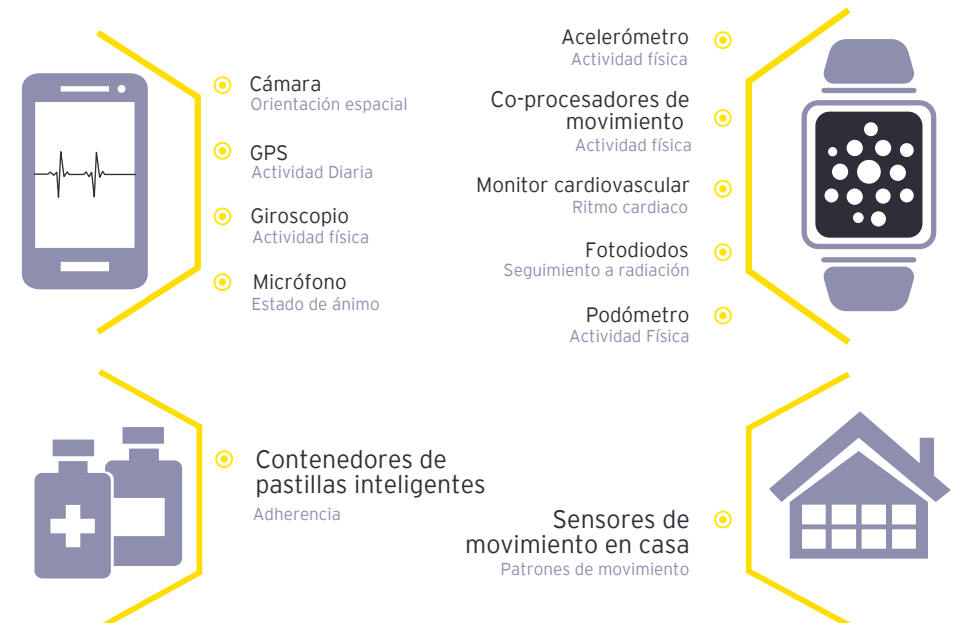 Cámara
Orientación espacial
GPS
Actividad Diaria
Giroscopio
Actividad física
Micrófono
Estado de ánimo
Acelerómetro
Actividad física
Co-procesadores de
movimiento
Actividad física
Monitor cardiovascular
Ritmo cardiaco
Fotodiodos
Seguimiento a radiación
Podómetro
Actividad Física
Contenedores de
pastillas inteligentes
Adherencia
Sensores de
movimiento en casa
Patrones de movimiento